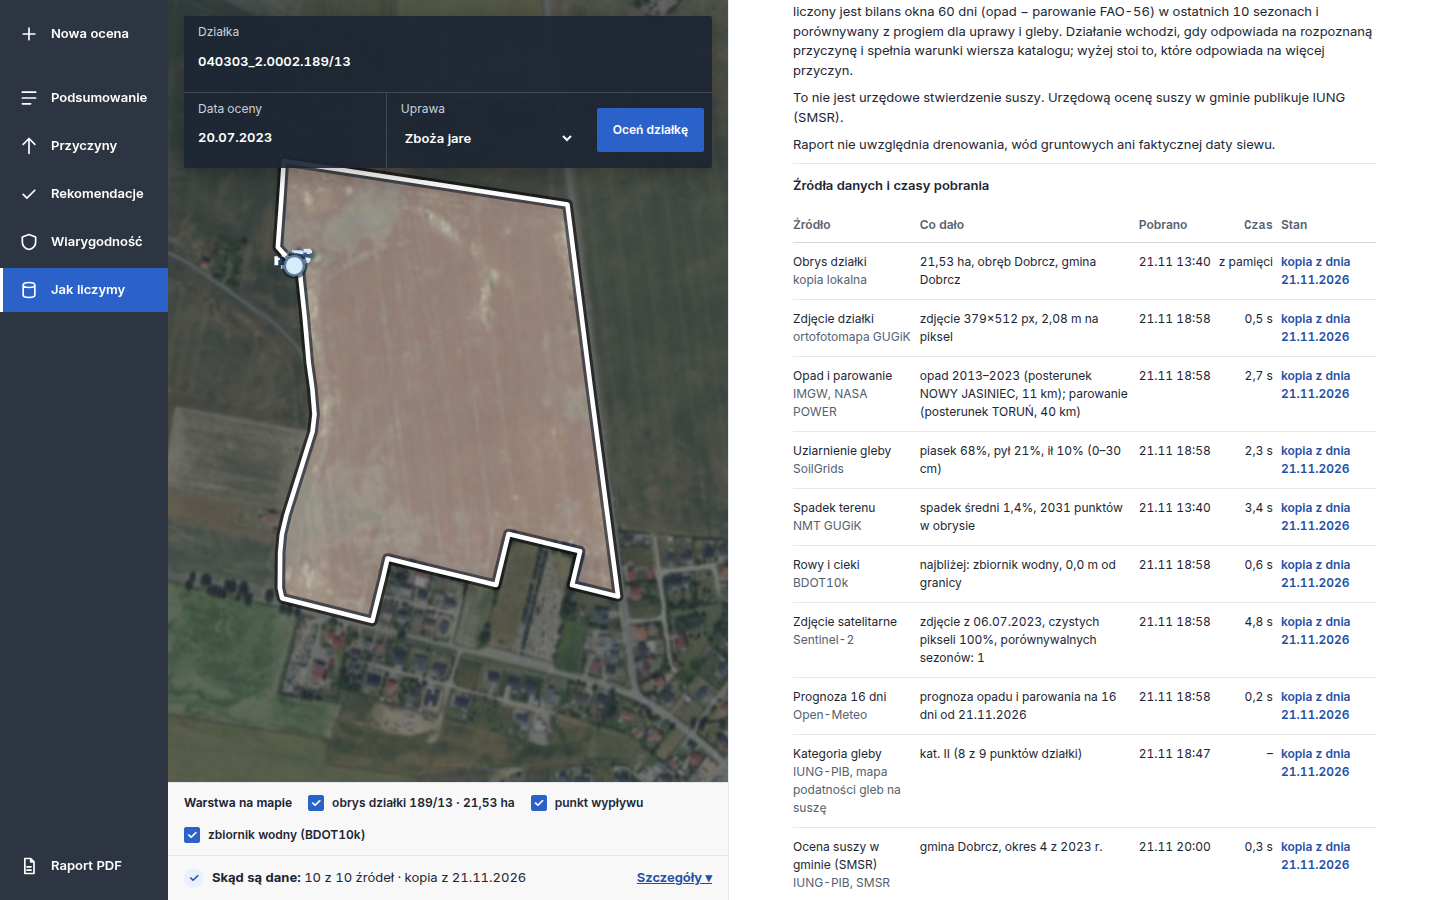 Nowa ocena
Podsumowanie
Przyczyny
Rekomendacje
Wiarygodność
Jak liczymy
Raport PDF
Działka
040303_2.0002.189/13
Data oceny
20.07.2023
Uprawa
Zboża jare
Oceń działkę
Warstwa na mapie
obrys działki 189/13 · 21,53 ha
punkt wypływu
zbiornik wodny (BDOT10k)
Skąd są dane: 10 z 10 źródeł · kopia z 21.11.2026
Szczegóły ▾
liczony jest bilans okna 60 dni (opad − parowanie FAO-56) w ostatnich 10 sezonach i
porównywany z progiem dla uprawy i gleby. Działanie wchodzi, gdy odpowiada na rozpoznaną
przyczynę i spełnia warunki wiersza katalogu; wyżej stoi to, które odpowiada na więcej
przyczyn.
To nie jest urzędowe stwierdzenie suszy. Urzędową ocenę suszy w gminie publikuje IUNG
(SMSR).
Raport nie uwzględnia drenowania, wód gruntowych ani faktycznej daty siewu.
Źródła danych i czasy pobrania
Źródło Co dało Pobrano Czas Stan
Obrys działki 21,53 ha, obręb Dobrcz, gmina 21.11 13:40 z pamięci kopia z dnia
kopia lokalna Dobrcz 21.11.2026
Zdjęcie działki zdjęcie 379×512 px, 2,08 m na 21.11 18:58 0,5 s kopia z dnia
ortofotomapa GUGiK piksel 21.11.2026
Opad i parowanie opad 2013–2023 (posterunek 21.11 18:58 2,7 s kopia z dnia
IMGW, NASA NOWY JASINIEC, 11 km); parowanie 21.11.2026
POWER (posterunek TORUŃ, 40 km)
Uziarnienie gleby piasek 68%, pył 21%, ił 10% (0–30 21.11 18:58 2,3 s kopia z dnia
SoilGrids cm) 21.11.2026
Spadek terenu spadek średni 1,4%, 2031 punktów 21.11 13:40 3,4 s kopia z dnia
NMT GUGiK w obrysie 21.11.2026
Rowy i cieki najbliżej: zbiornik wodny, 0,0 m od 21.11 18:58 0,6 s kopia z dnia
BDOT10k granicy 21.11.2026
Zdjęcie satelitarne zdjęcie z 06.07.2023, czystych 21.11 18:58 4,8 s kopia z dnia
Sentinel-2 pikseli 100%, porównywalnych 21.11.2026
sezonów: 1
Prognoza 16 dni prognoza opadu i parowania na 16 21.11 18:58 0,2 s kopia z dnia
Open-Meteo dni od 21.11.2026 21.11.2026
Kategoria gleby kat. II (8 z 9 punktów działki) 21.11 18:47 – kopia z dnia
IUNG-PIB, mapa 21.11.2026
podatności gleb na
suszę
Ocena suszy w gmina Dobrcz, okres 4 z 2023 r. 21.11 20:00 0,3 s kopia z dnia
gminie (SMSR) 21.11.2026
IUNG-PIB, SMSR